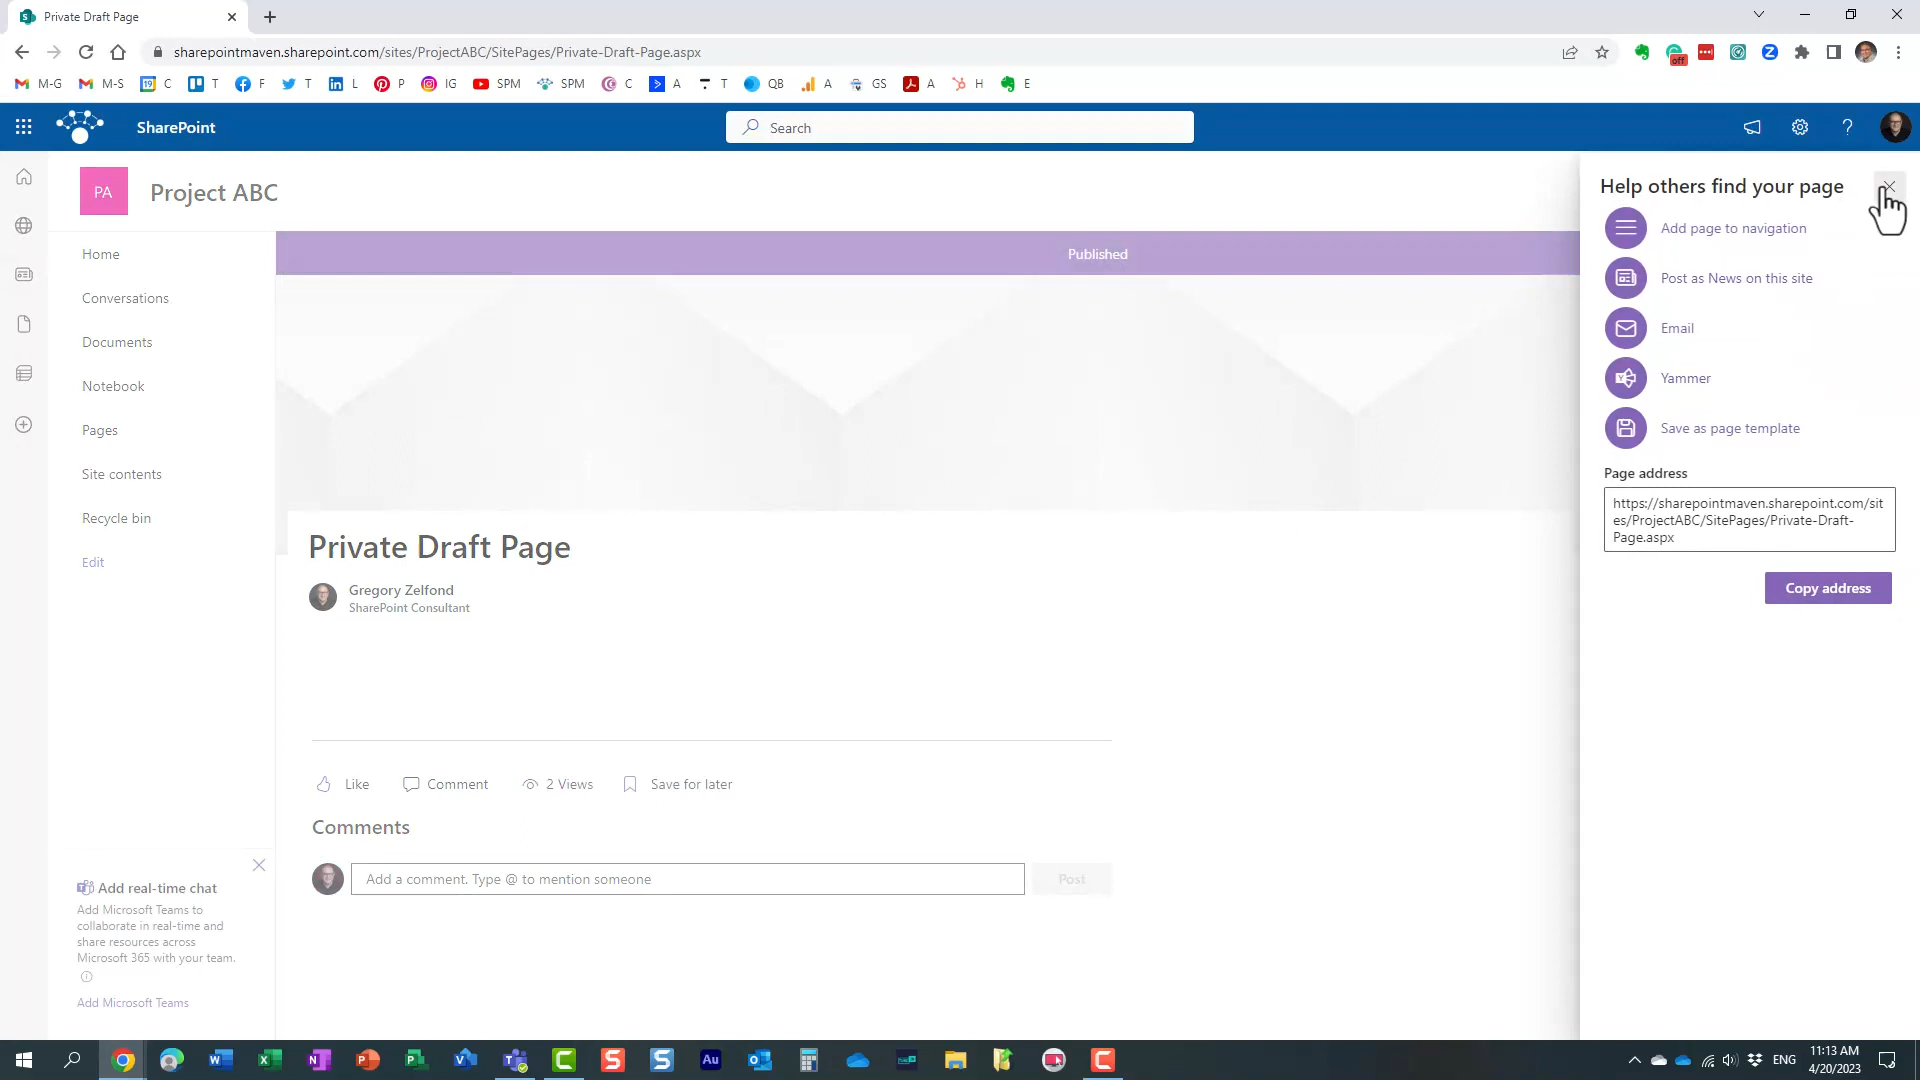 Private Draft Page
sharepointmaven.sharepoint.com/sites/ProjectABC/SitePages/Private-Draft-Page.aspx
off
M-G
M-S
19
C
T
F
T
L
P
IG
SPM
SPM
C
A
T
QB
A
GS
A
H
E
SharePoint
Search
PA
Project ABC
Home
Conversations
Documents
Notebook
Pages
Site contents
Recycle bin
Edit
Add real-time chat
Add Microsoft Teams to
collaborate in real-time and
share resources across
Microsoft 365 with your team.
Add Microsoft Teams
Published
Private Draft Page
Gregory Zelfond
SharePoint Consultant
Like
Comment
2 Views
Save for later
Comments
Add a comment. Type @ to mention someone
Post
Help others find your page
Add page to navigation
Post as News on this site
Email
Yammer
Save as page template
Page address
https://sharepointmaven.sharepoint.com/sit
es/ProjectABC/SitePages/Private-Draft-
Page.aspx
Copy address
Au
ENG
11:13 AM
4/20/2023